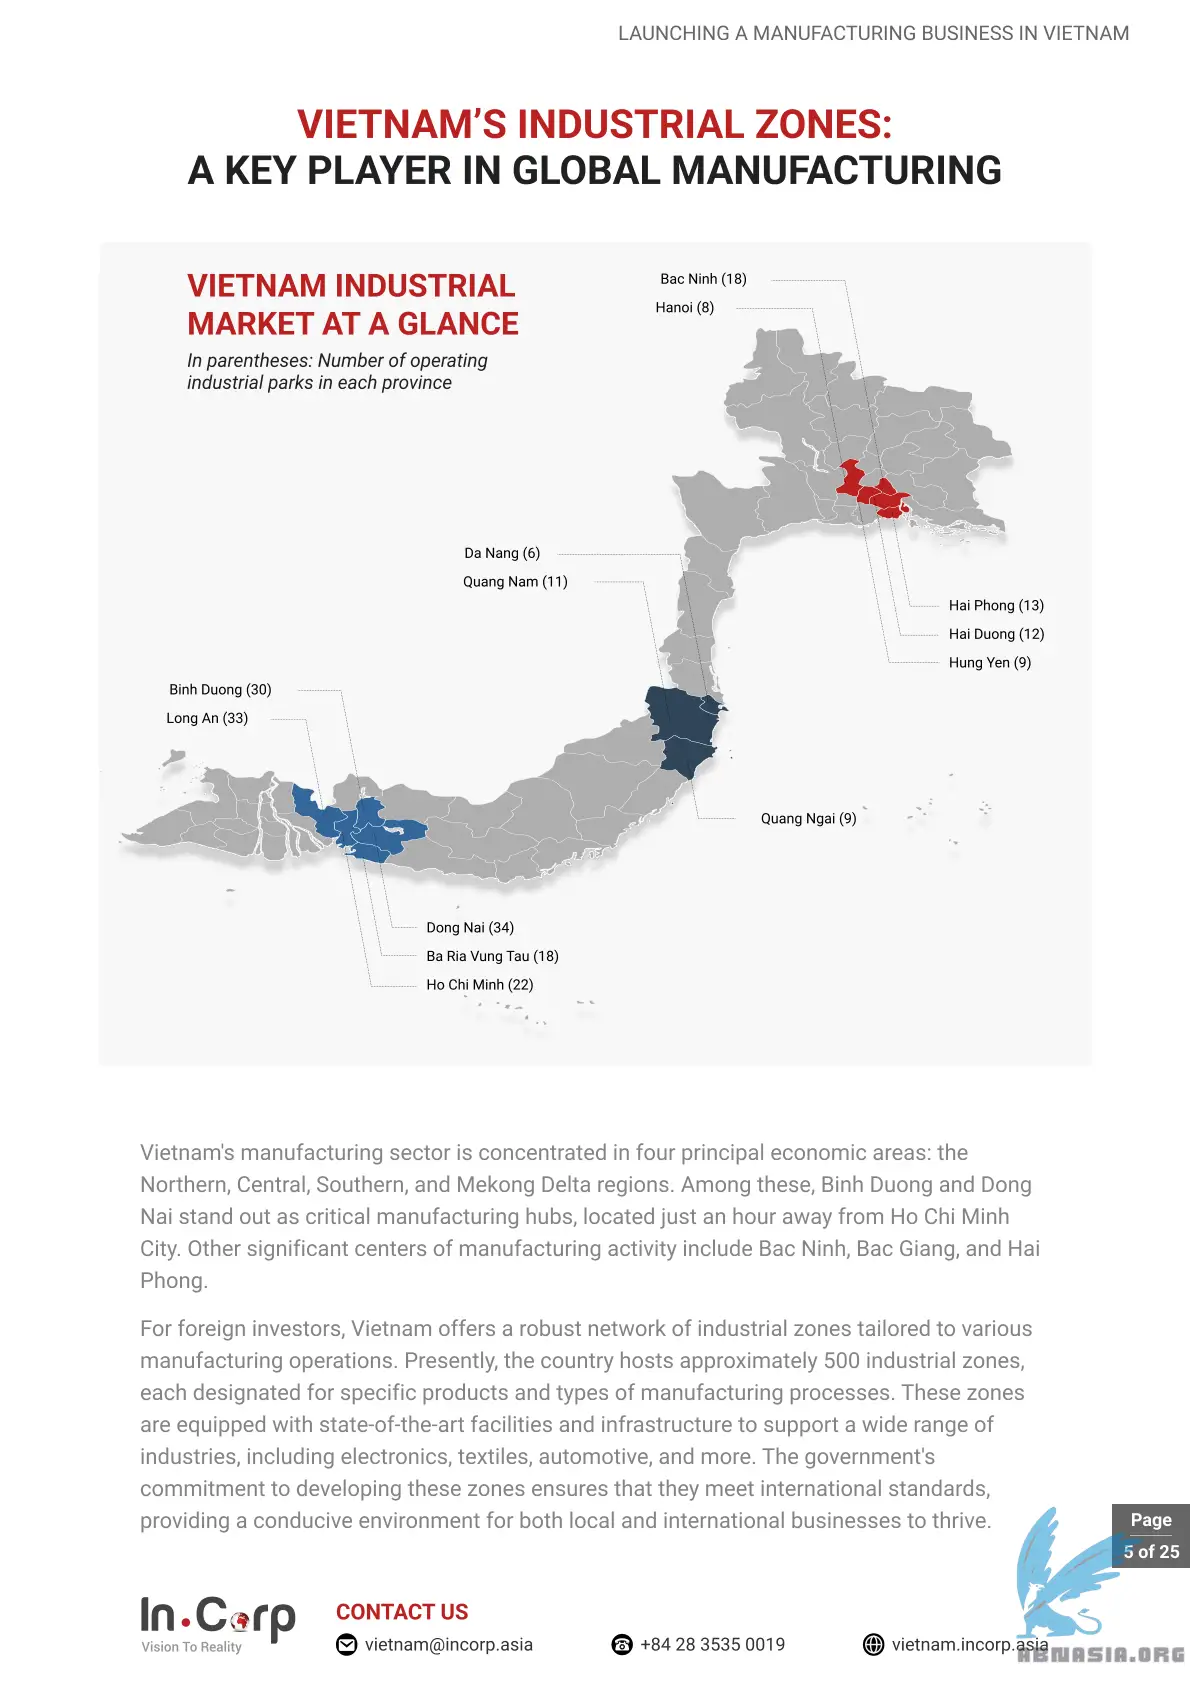 LAUNCHING A MANUFACTURING BUSINESS IN VIETNAM
VIETNAM’S INDUSTRIAL ZONES:
A KEY PLAYER IN GLOBAL MANUFACTURING
VIETNAM INDUSTRIAL
MARKET AT A GLANCE
In parentheses: Number of operating
industrial parks in each province
Bac Ninh (18)
Hanoi (8)
Da Nang (6)
Quang Nam (11)
Hai Phong (13)
Hai Duong (12)
Hung Yen (9)
Binh Duong (30)
Long An (33)
Quang Ngai (9)
Dong Nai (34)
Ba Ria Vung Tau (18)
Ho Chi Minh (22)
Vietnam's manufacturing sector is concentrated in four principal economic areas: the
Northern, Central, Southern, and Mekong Delta regions. Among these, Binh Duong and Dong
Nai stand out as critical manufacturing hubs, located just an hour away from Ho Chi Minh
City. Other significant centers of manufacturing activity include Bac Ninh, Bac Giang, and Hai
Phong.
For foreign investors, Vietnam offers a robust network of industrial zones tailored to various
manufacturing operations. Presently, the country hosts approximately 500 industrial zones,
each designated for specific products and types of manufacturing processes. These zones
are equipped with state-of-the-art facilities and infrastructure to support a wide range of
industries, including electronics, textiles, automotive, and more. The government's
commitment to developing these zones ensures that they meet international standards,
providing a conducive environment for both local and international businesses to thrive.
Page
5 of 25
In.Corp
Vision To Reality
CONTACT US
vietnam@incorp.asia
+84 28 3535 0019
vietnam.incorp.asia
ABNASIA.ORG